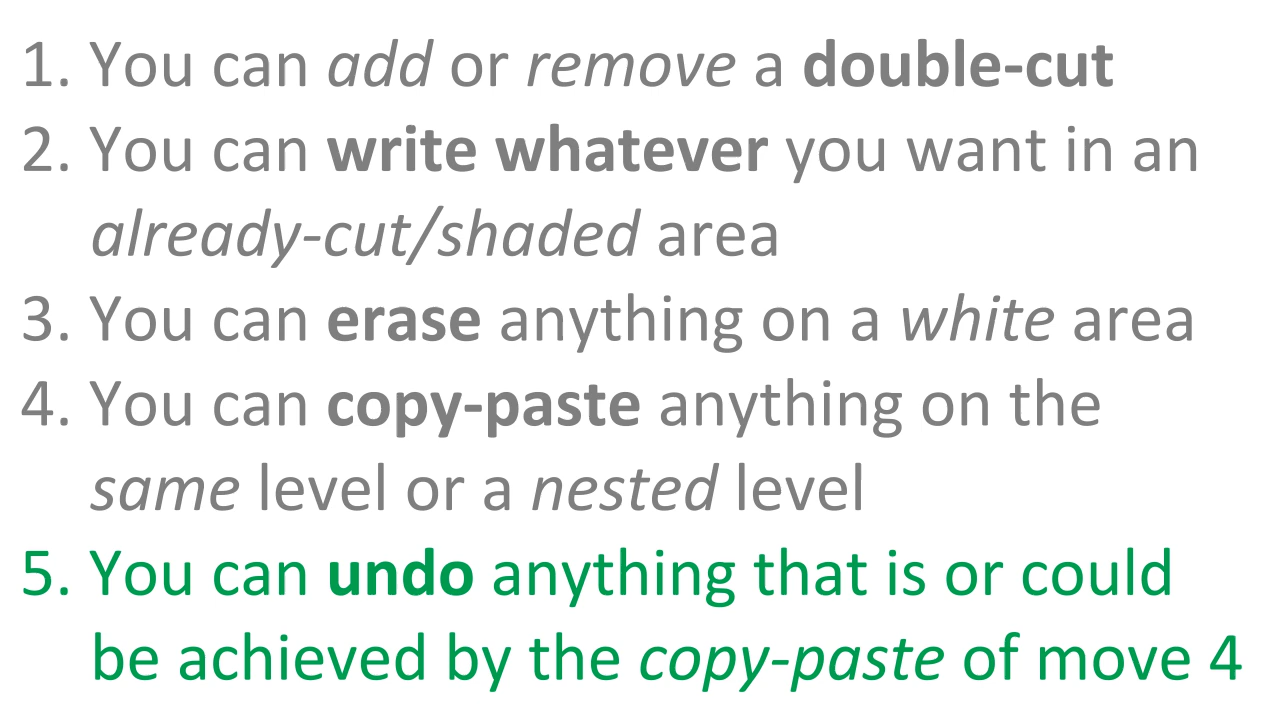 1. You can add or remove a double-cut
2. You can write whatever you want in an
already-cut/shaded area
3. You can erase anything on a white area
4. You can copy-paste anything on the
same level or a nested level
5. You can undo anything that is or could
be achieved by the copy-paste of move 4